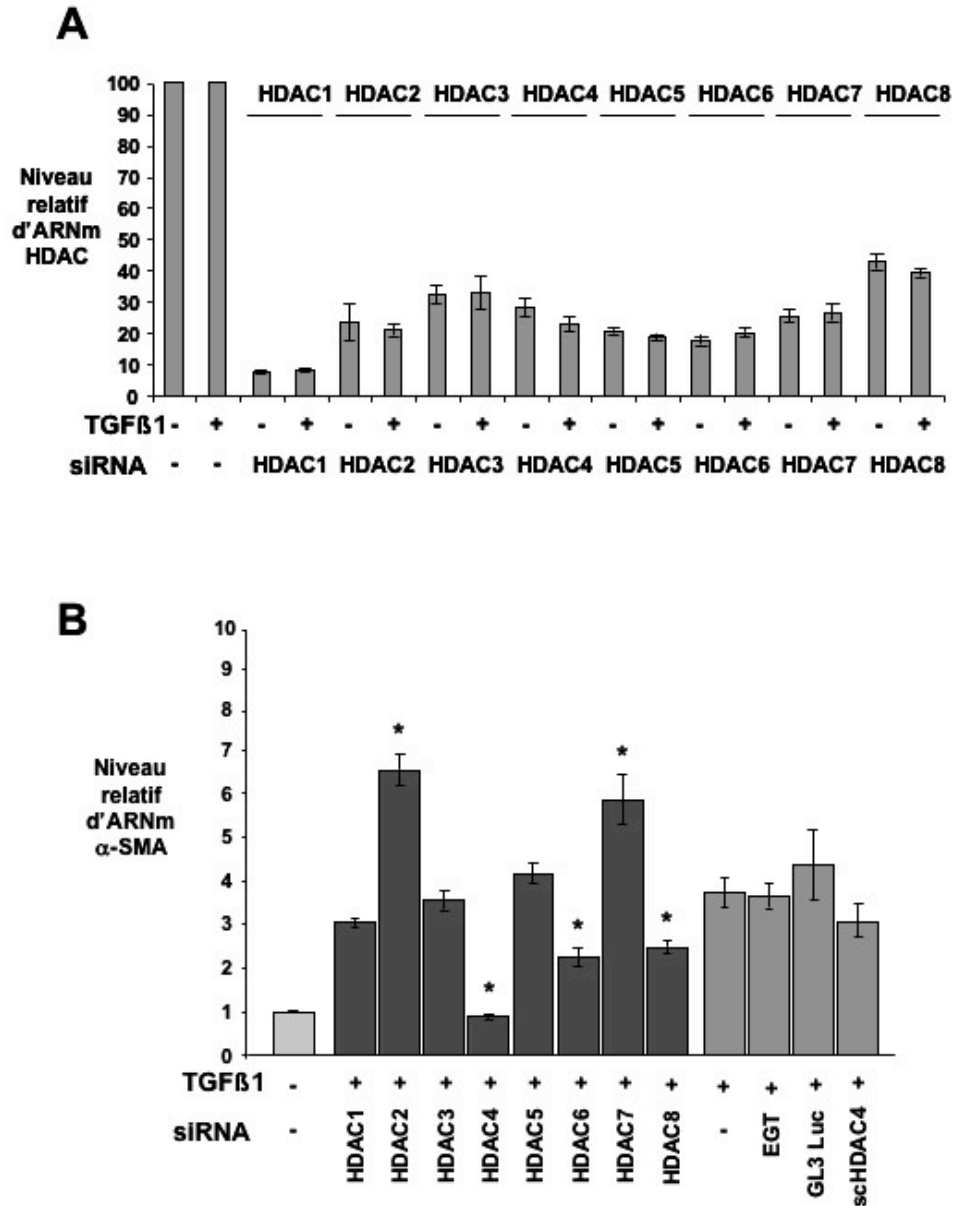 A
HDAC1 HDAC2 HDAC3 HDAC4 HDAC5 HDAC6 HDAC7 HDAC8
100
90
80
70
60
50
40
30
20
10
0
Niveau
relatif
d'ARNm
HDAC
TGFß1 - + - + - + - + - + - + - + - + - +
siRNA - - HDAC1 HDAC2 HDAC3 HDAC4 HDAC5 HDAC6 HDAC7 HDAC8
B
10
9
8
7
6
5
4
3
2
1
0
Niveau
relatif
d'ARNm
α-SMA
* * * * *
TGFß1 - + + + + + + + + + + + +
siRNA - HDAC1 HDAC2 HDAC3 HDAC4 HDAC5 HDAC6 HDAC7 HDAC8 - EGT GL3 Luc scHDAC4